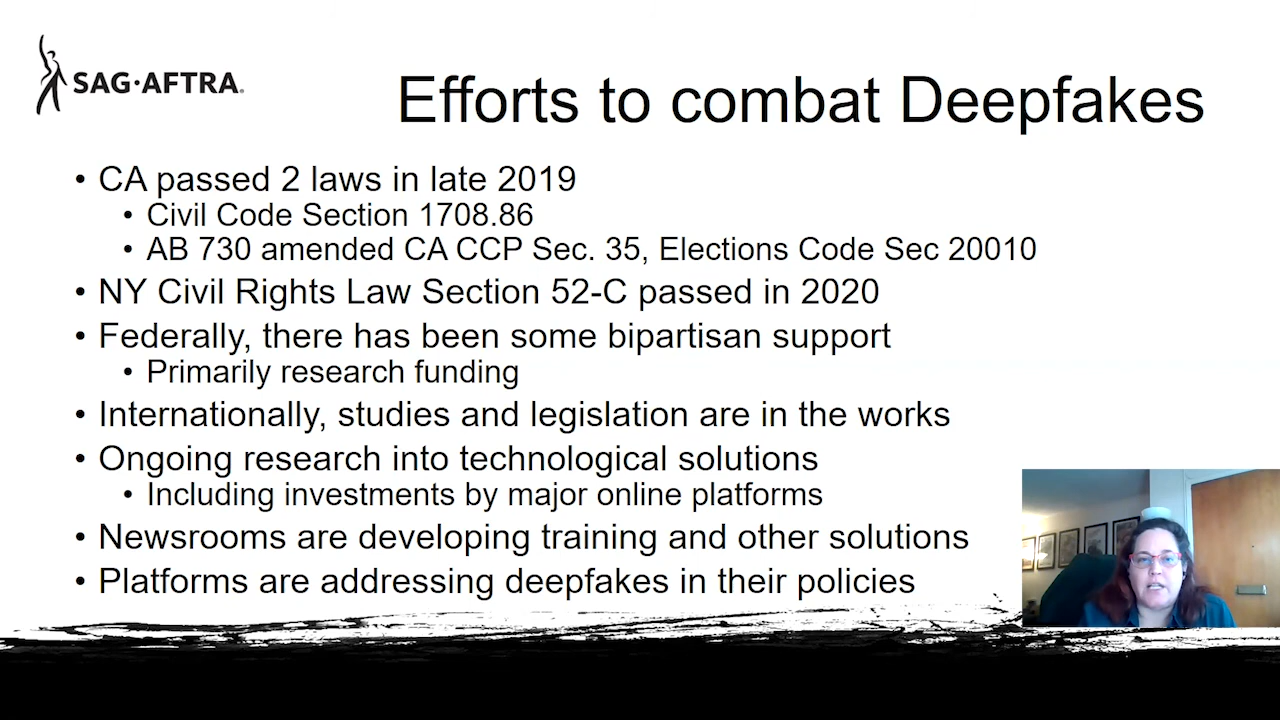 SAG·AFTRA®
Efforts to combat Deepfakes
• CA passed 2 laws in late 2019
• Civil Code Section 1708.86
• AB 730 amended CA CCP Sec. 35, Elections Code Sec 20010
• NY Civil Rights Law Section 52-C passed in 2020
• Federally, there has been some bipartisan support
• Primarily research funding
• Internationally, studies and legislation are in the works
• Ongoing research into technological solutions
• Including investments by major online platforms
• Newsrooms are developing training and other solutions
• Platforms are addressing deepfakes in their policies